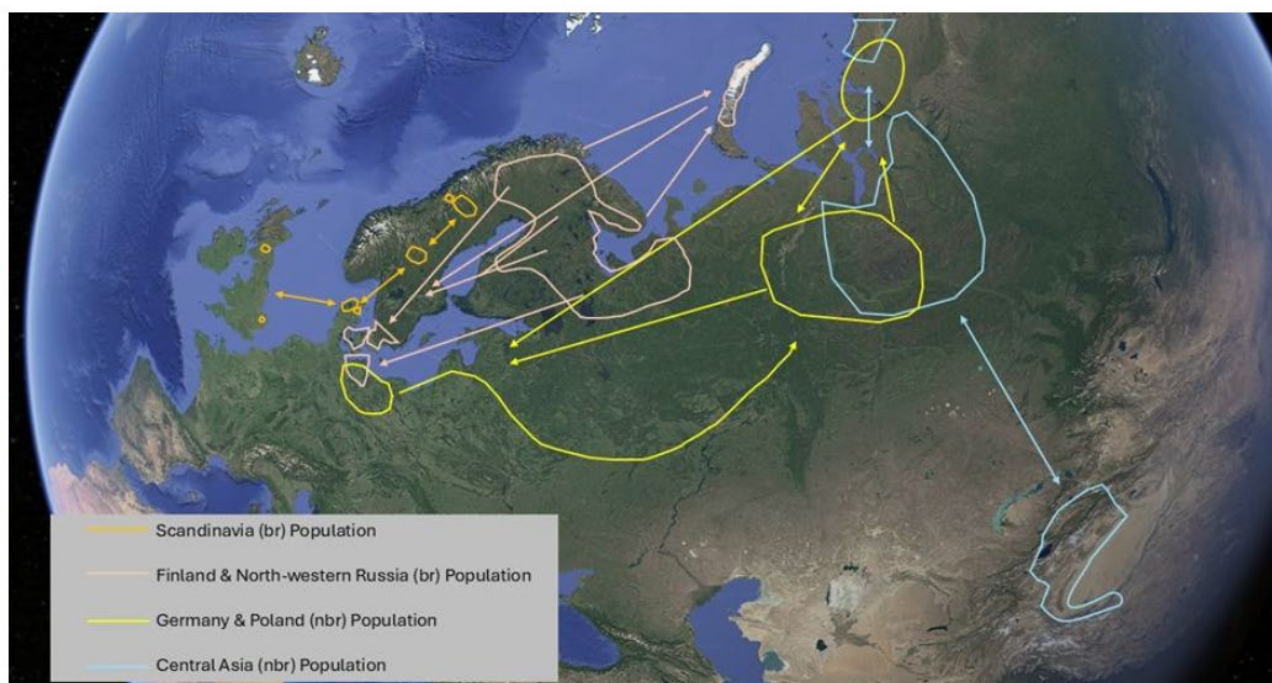 Scandinavia (br) Population
Finland & North-western Russia (br) Population
Germany & Poland (nbr) Population
Central Asia (nbr) Population